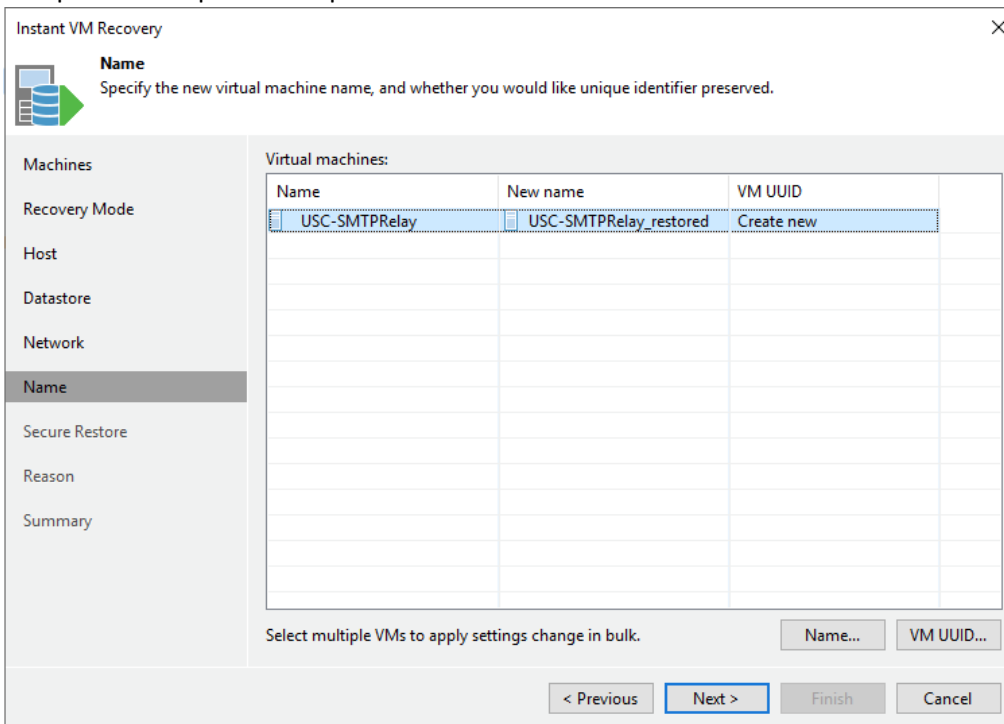 Instant VM Recovery
Name
Specify the new virtual machine name, and whether you would like unique identifier preserved.
Machines
Recovery Mode
Host
Datastore
Network
Name
Secure Restore
Reason
Summary
Virtual machines:
Name New name VM UUID
USC-SMTPRelay USC-SMTPRelay_restored Create new
Select multiple VMs to apply settings change in bulk.
Name... VM UUID...
< Previous Next > Finish Cancel